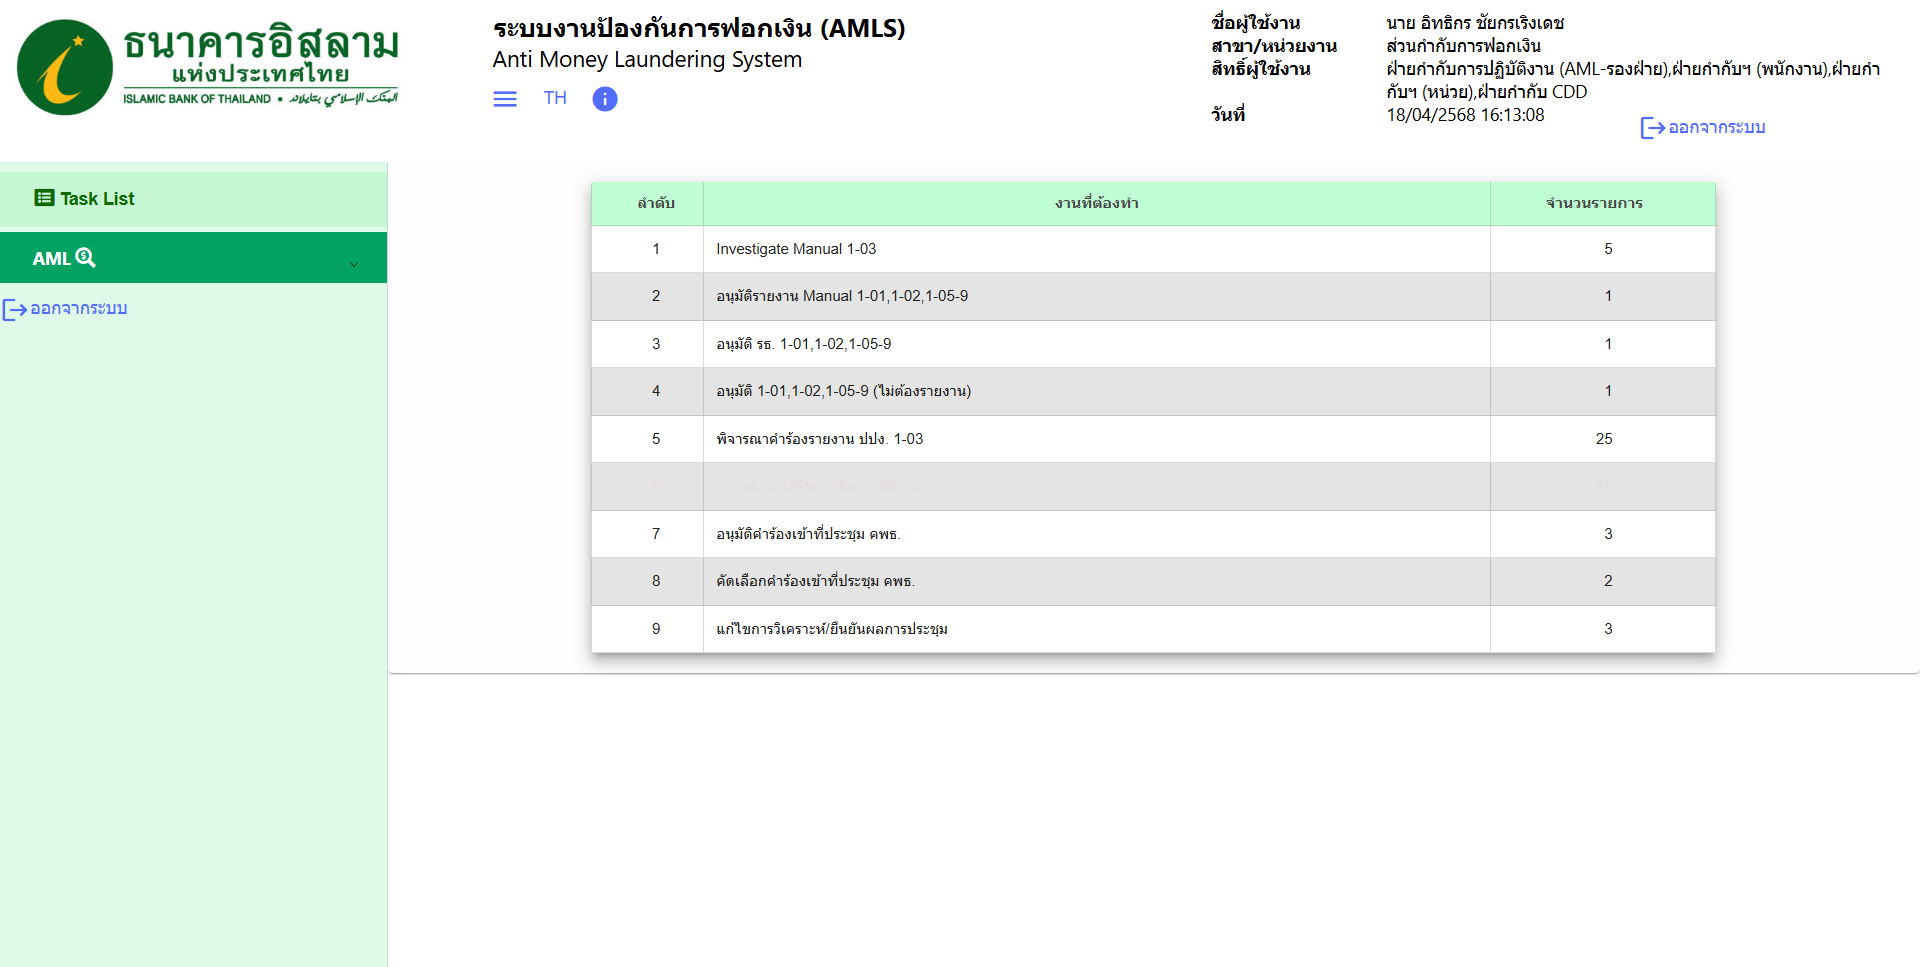 ธนาคารอิสลาม
แห่งประเทศไทย
ISLAMIC BANK OF THAILAND • البنك الإسلامي بتايلاند
ระบบงานป้องกันการฟอกเงิน (AMLS)
Anti Money Laundering System
TH
ชื่อผู้ใช้งาน นาย อิทธิกร ชัยกรเริงเดช
สาขา/หน่วยงาน ส่วนกำกับการฟอกเงิน
สิทธิ์ผู้ใช้งาน ฝ่ายกำกับการปฏิบัติงาน (AML-รองฝ่าย),ฝ่ายกำกับฯ (พนักงาน),ฝ่ายกำ
กับฯ (หน่วย),ฝ่ายกำกับ CDD
วันที่ 18/04/2568 16:13:08
ออกจากระบบ
Task List
AML
ออกจากระบบ
ลำดับ งานที่ต้องทำ จำนวนรายการ
1 Investigate Manual 1-03 5
2 อนุมัติรายงาน Manual 1-01,1-02,1-05-9 1
3 อนุมัติ รธ. 1-01,1-02,1-05-9 1
4 อนุมัติ 1-01,1-02,1-05-9 (ไม่ต้องรายงาน) 1
5 พิจารณาคำร้องรายงาน ปปง. 1-03 25
7 อนุมัติคำร้องเข้าที่ประชุม คพธ. 3
8 คัดเลือกคำร้องเข้าที่ประชุม คพธ. 2
9 แก้ไขการวิเคราะห์/ยืนยันผลการประชุม 3